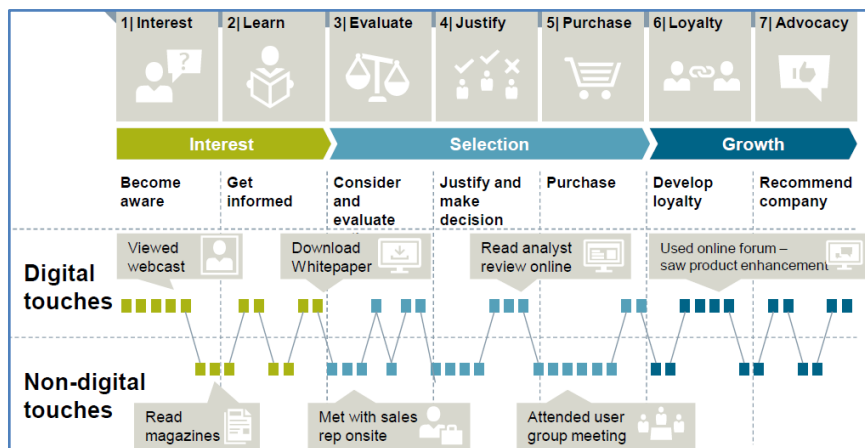 1| Interest
2| Learn
3| Evaluate
4| Justify
5| Purchase
6| Loyalty
7| Advocacy
?
Interest
Selection
Growth
Become
aware
Get
informed
Consider
and
evaluate
Justify and
make
decision
Purchase
Develop
loyalty
Recommend
company
Digital
touches
Viewed
webcast
Download
Whitepaper
Read analyst
review online
Used online forum –
saw product enhancement
Non-digital
touches
Read
magazines
Met with sales
rep onsite
Attended user
group meeting